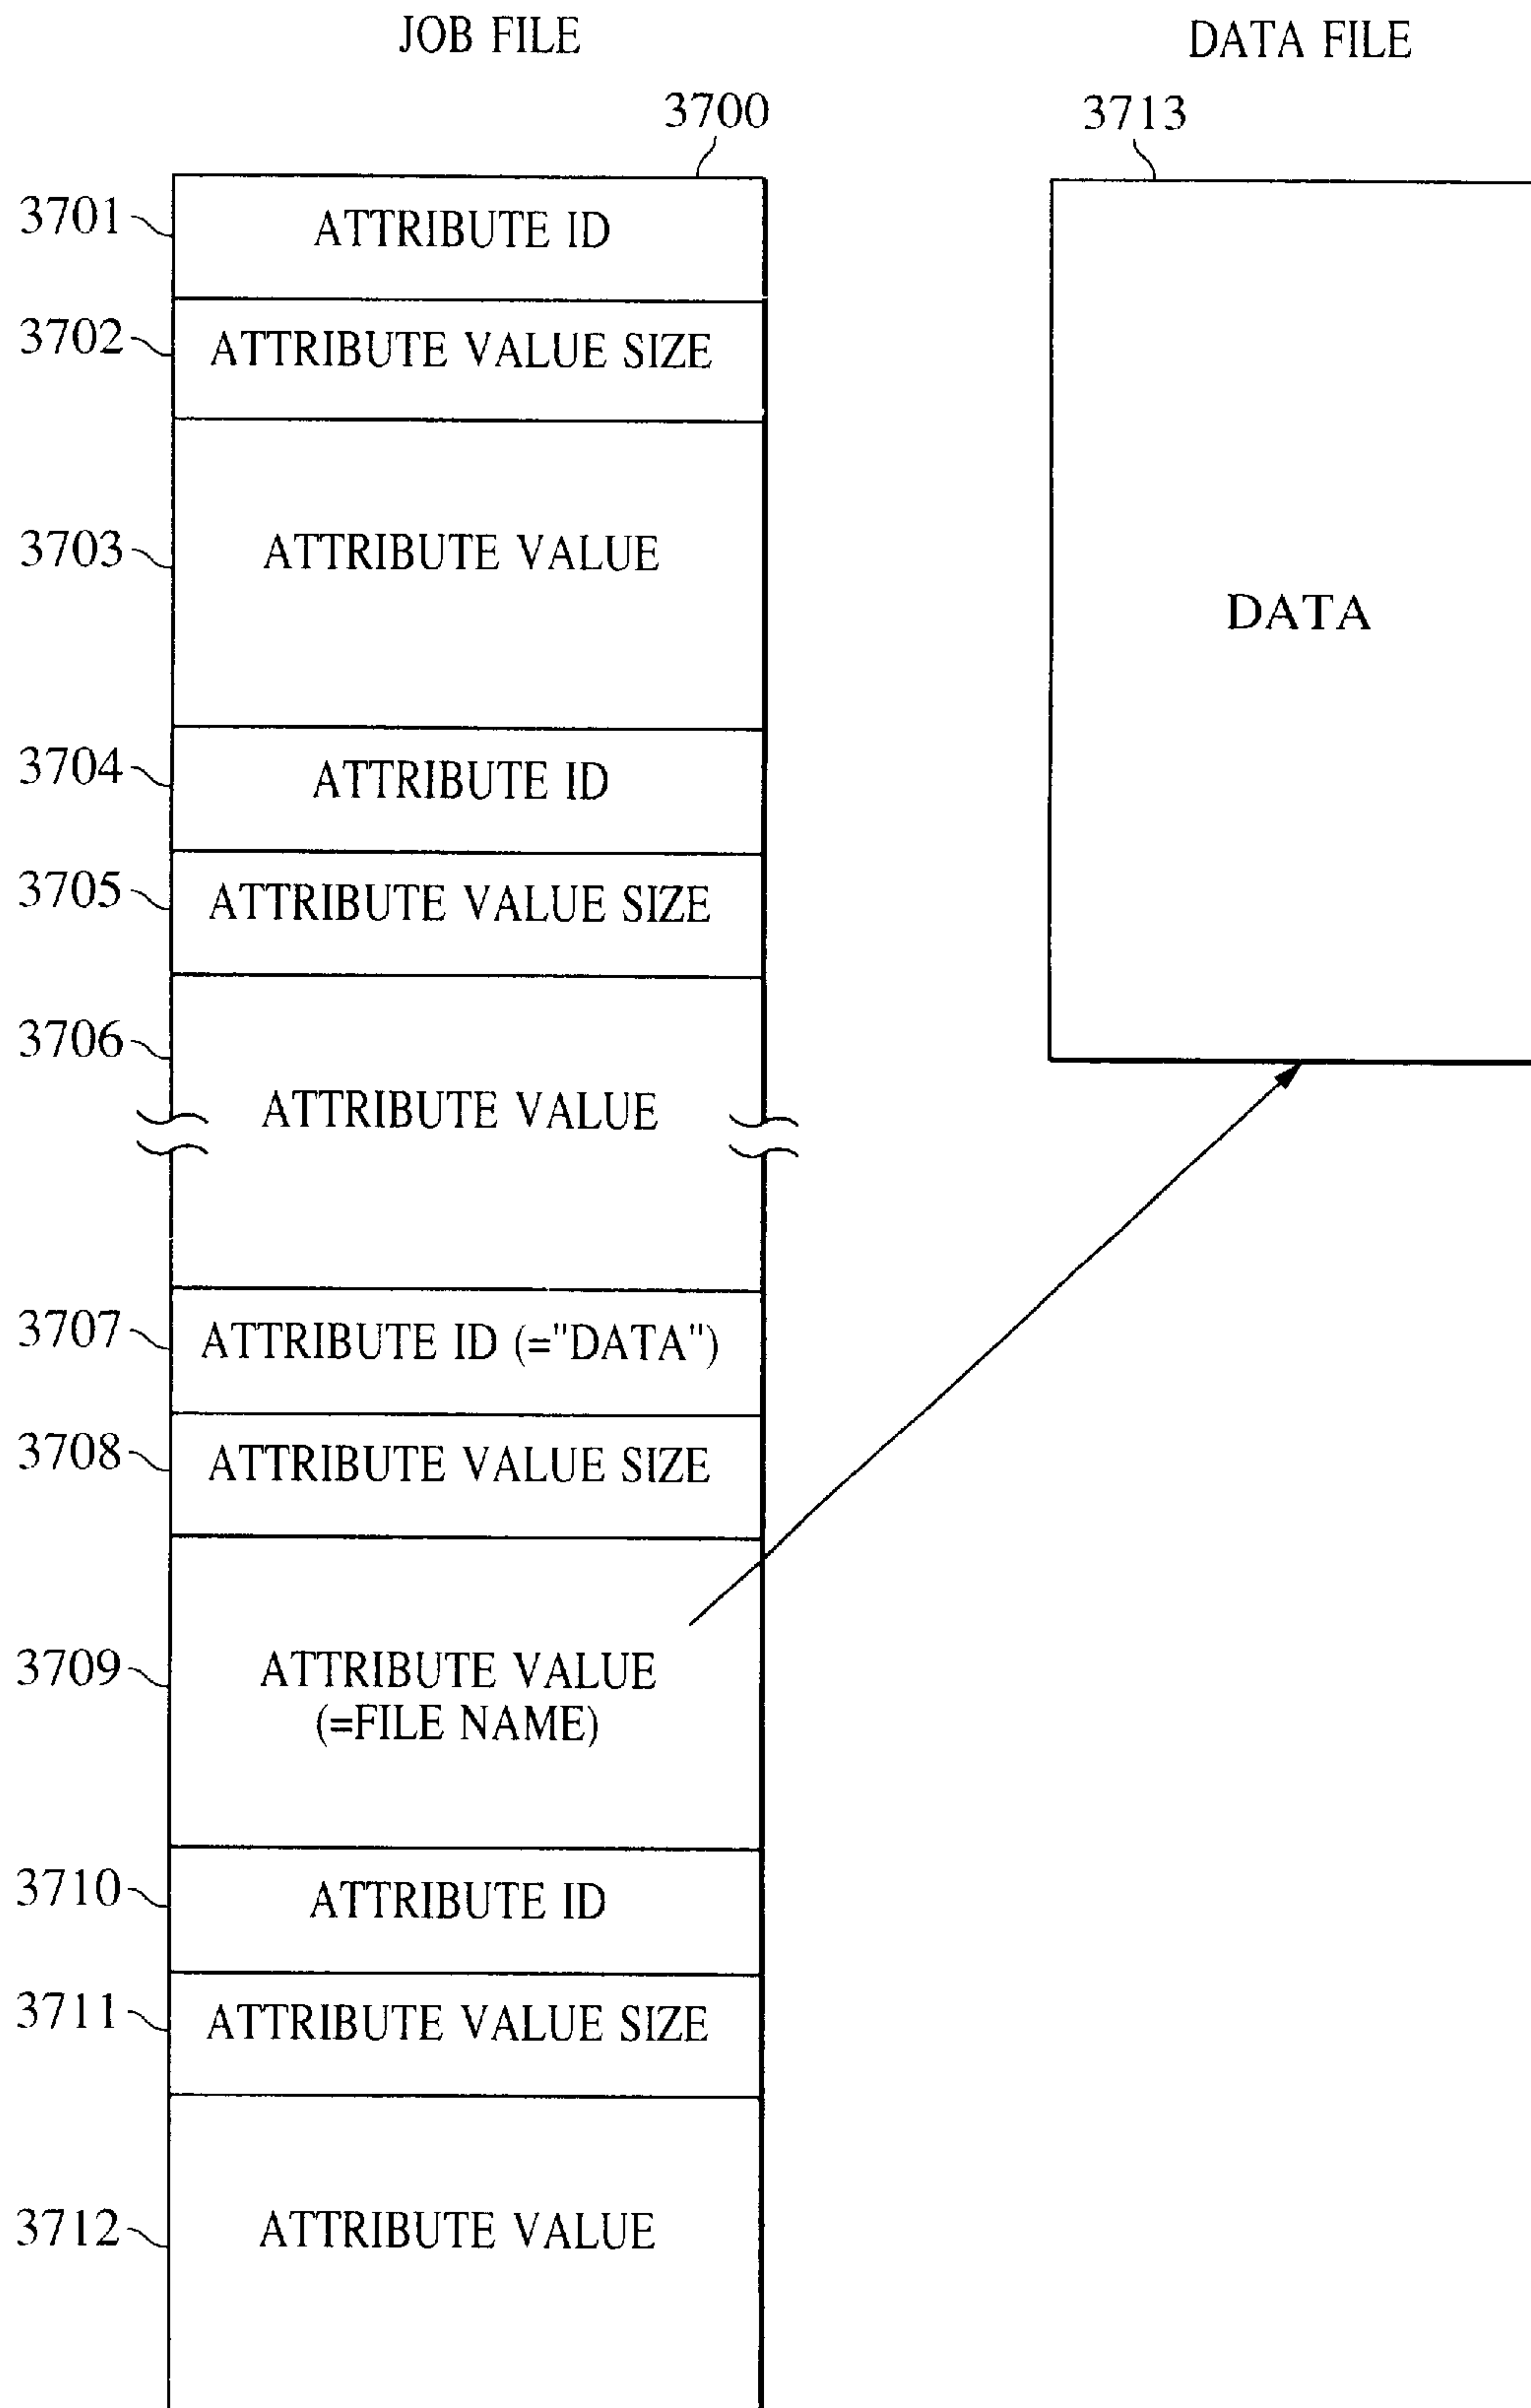 JOB FILE
DATA FILE
3700
3713
3701
ATTRIBUTE ID
3702
ATTRIBUTE VALUE SIZE
3703
ATTRIBUTE VALUE
DATA
3704
ATTRIBUTE ID
3705
ATTRIBUTE VALUE SIZE
3706
ATTRIBUTE VALUE
3707
ATTRIBUTE ID (="DATA")
3708
ATTRIBUTE VALUE SIZE
3709
ATTRIBUTE VALUE
(=FILE NAME)
3710
ATTRIBUTE ID
3711
ATTRIBUTE VALUE SIZE
3712
ATTRIBUTE VALUE